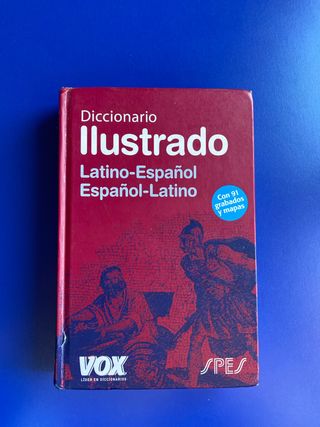 Diccionario
Ilustrado
Latino-Español
Español-Latino
Con 91
grabados
y mapas
VOX
LÍDER EN DICCIONARIOS
SPES